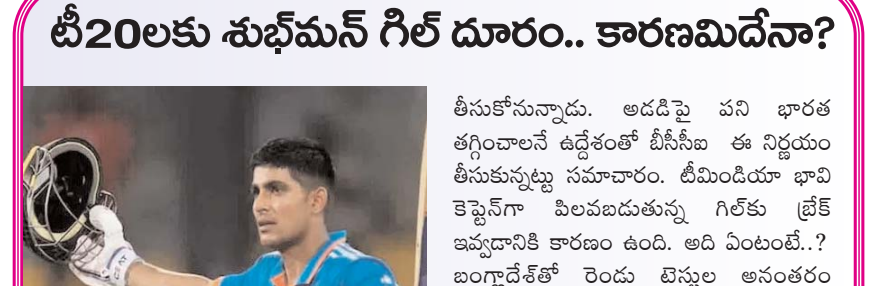 టీ20లకు శుభ్‌మన్ గిల్ దూరం.. కారణమిదేనా?
తీసుకోనున్నాడు. అడడిపై పని భారత
తగ్గించాలనే ఉద్దేశంతో బీసీసీఐ ఈ నిర్ణయం
తీసుకున్నట్టు సమాచారం. టీమిండియా భావి
కెప్టెన్‌గా పిలవబడుతున్న గిల్‌కు బ్రేక్
ఇవ్వడానికి కారణం ఉంది. అది ఏంటంటే..?
బంగ్లాదేశ్‌తో రెండు టెస్టుల అనంతరం